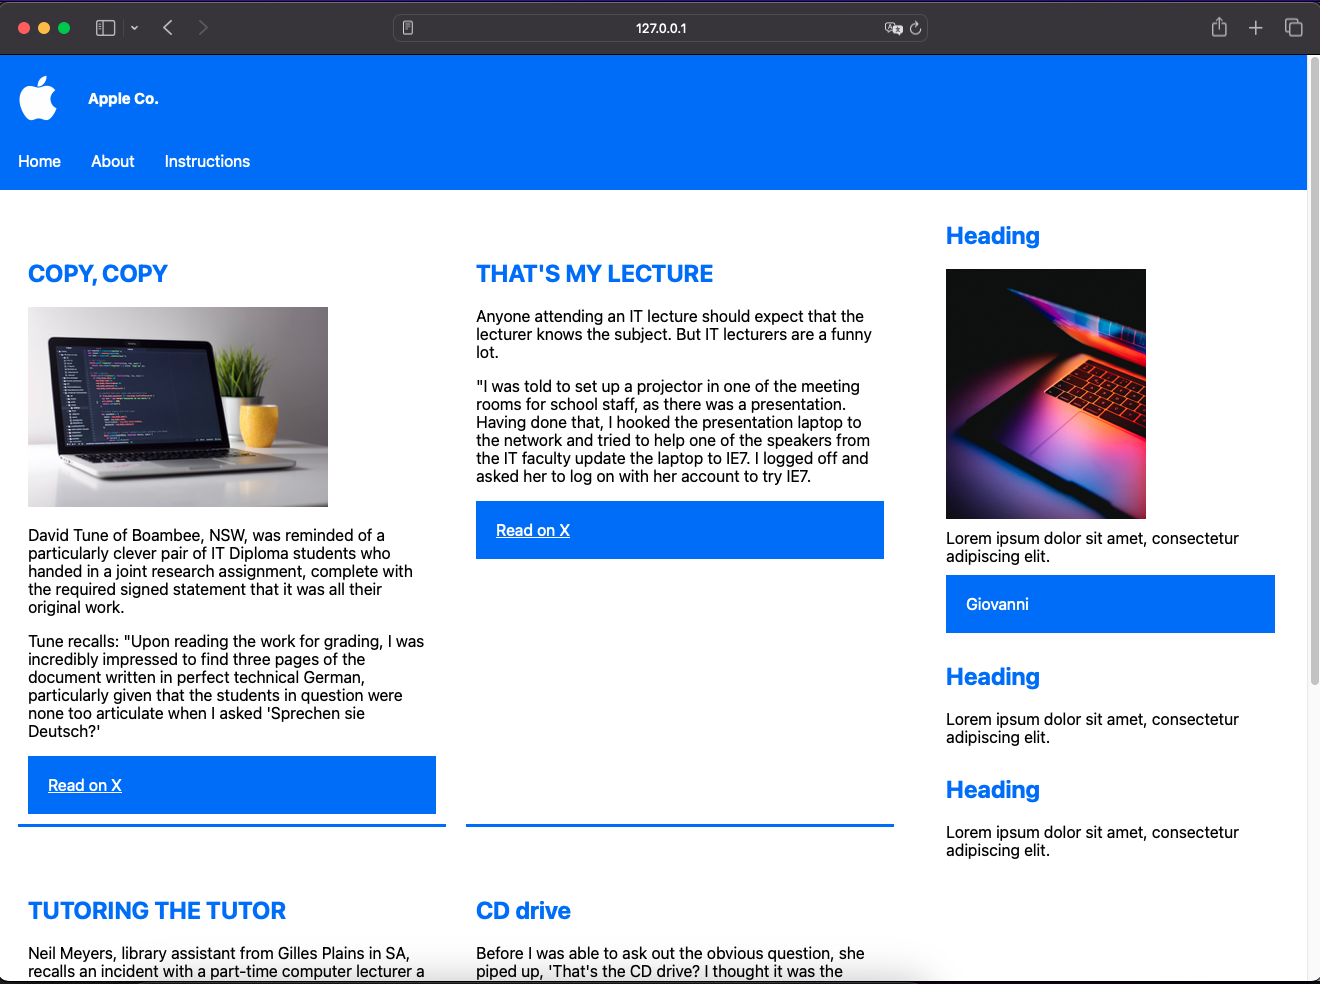 127.0.0.1
Apple Co.
Home About Instructions
COPY, COPY
David Tune of Boambee, NSW, was reminded of a
particularly clever pair of IT Diploma students who
handed in a joint research assignment, complete with
the required signed statement that it was all their
original work.
Tune recalls: "Upon reading the work for grading, I was
incredibly impressed to find three pages of the
document written in perfect technical German,
particularly given that the students in question were
none too articulate when I asked 'Sprechen sie
Deutsch?'
Read on X
THAT'S MY LECTURE
Anyone attending an IT lecture should expect that the
lecturer knows the subject. But IT lecturers are a funny
lot.
"I was told to set up a projector in one of the meeting
rooms for school staff, as there was a presentation.
Having done that, I hooked the presentation laptop to
the network and tried to help one of the speakers from
the IT faculty update the laptop to IE7. I logged off and
asked her to log on with her account to try IE7.
Read on X
TUTORING THE TUTOR
Neil Meyers, library assistant from Gilles Plains in SA,
recalls an incident with a part-time computer lecturer a
CD drive
Before I was able to ask out the obvious question, she
piped up, 'That's the CD drive? I thought it was the
Heading
Lorem ipsum dolor sit amet, consectetur
adipiscing elit.
Giovanni
Heading
Lorem ipsum dolor sit amet, consectetur
adipiscing elit.
Heading
Lorem ipsum dolor sit amet, consectetur
adipiscing elit.